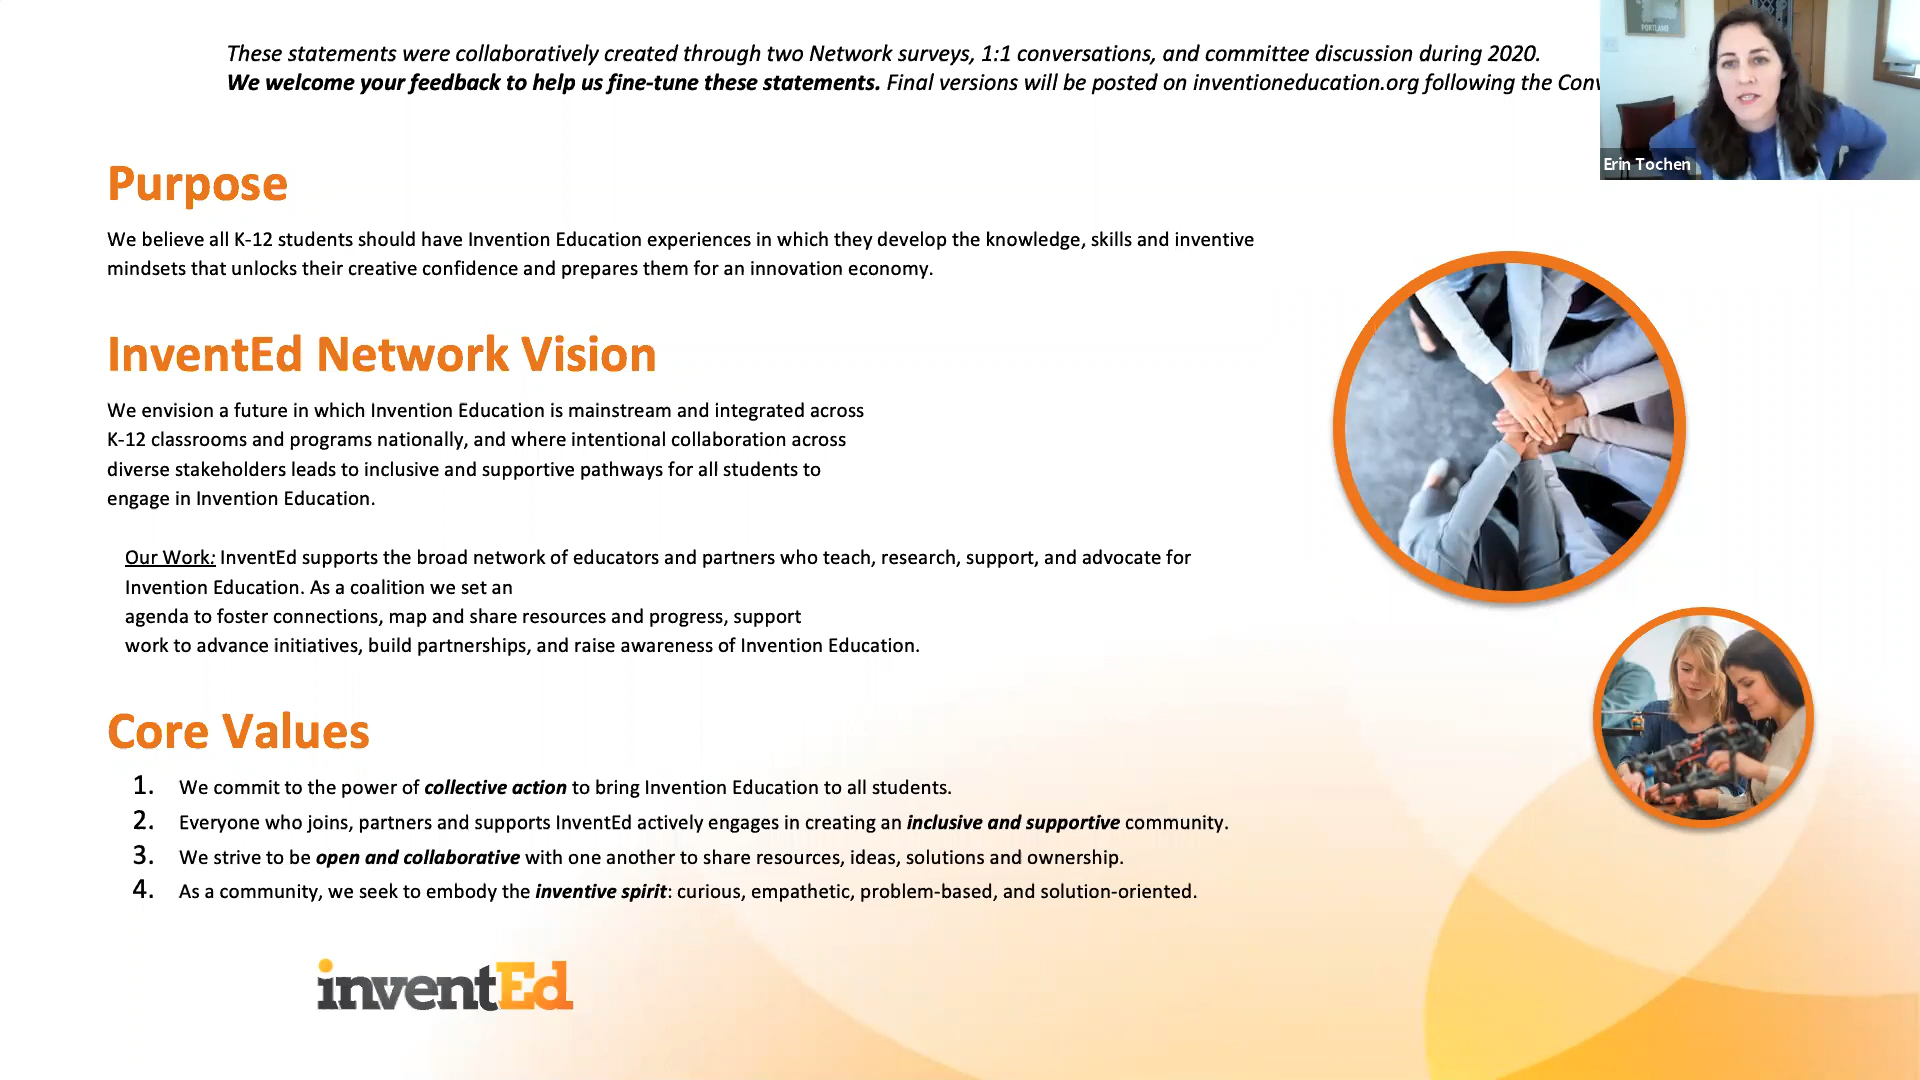 These statements were collaboratively created through two Network surveys, 1:1 conversations, and committee discussion during 2020.
We welcome your feedback to help us fine-tune these statements. Final versions will be posted on inventioneducation.org following the
PORTLAND
Erin Tochen
Purpose
We believe all K-12 students should have Invention Education experiences in which they develop the knowledge, skills and inventive
mindsets that unlocks their creative confidence and prepares them for an innovation economy.
InventEd Network Vision
We envision a future in which Invention Education is mainstream and integrated across
K-12 classrooms and programs nationally, and where intentional collaboration across
diverse stakeholders leads to inclusive and supportive pathways for all students to
engage in Invention Education.
Our Work: InventEd supports the broad network of educators and partners who teach, research, support, and advocate for
Invention Education. As a coalition we set an
agenda to foster connections, map and share resources and progress, support
work to advance initiatives, build partnerships, and raise awareness of Invention Education.
Core Values
1. We commit to the power of collective action to bring Invention Education to all students.
2. Everyone who joins, partners and supports InventEd actively engages in creating an inclusive and supportive community.
3. We strive to be open and collaborative with one another to share resources, ideas, solutions and ownership.
4. As a community, we seek to embody the inventive spirit: curious, empathetic, problem-based, and solution-oriented.
inventEd